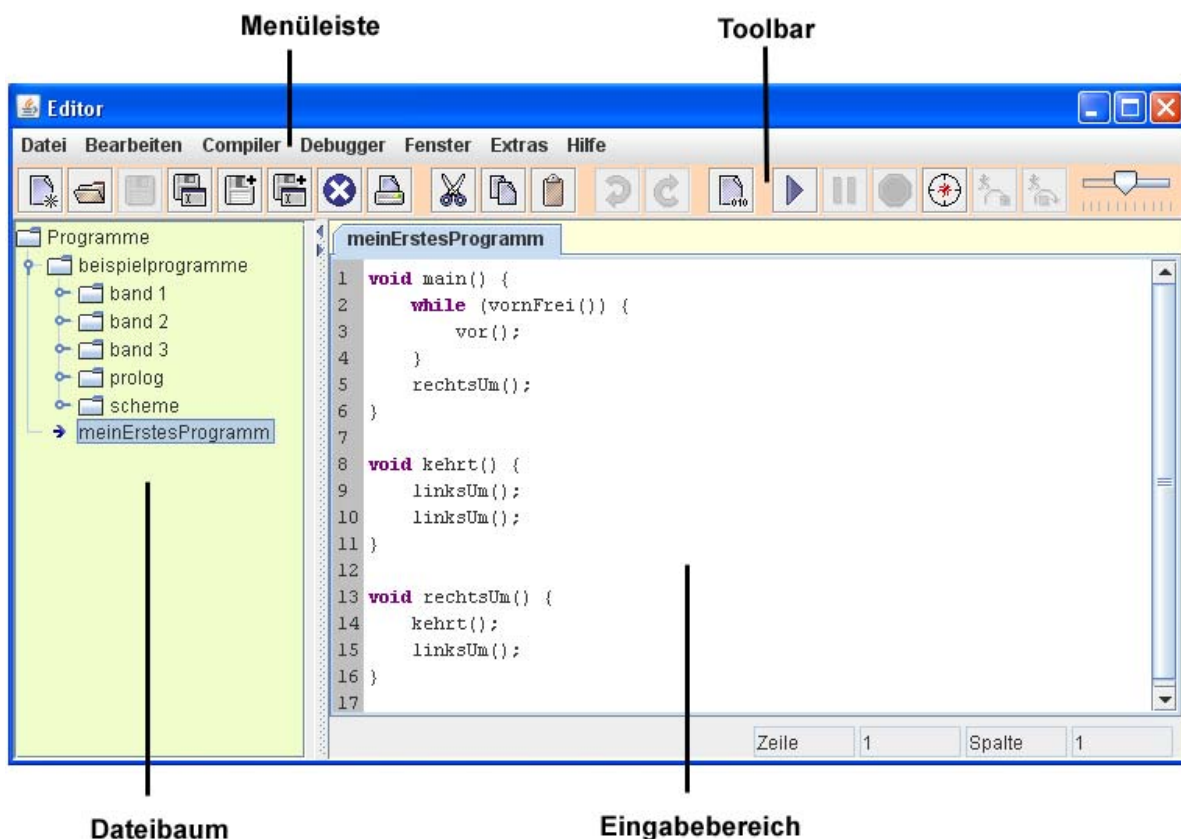 Menüleiste
Toolbar
Editor
Datei Bearbeiten Compiler Debugger Fenster Extras Hilfe
010
Programme
beispielprogramme
band 1
band 2
band 3
prolog
scheme
meinErstesProgramm
meinErstesProgramm
1 void main() {
2     while (vornFrei()) {
3         vor();
4     }
5     rechtsUm();
6 }
7
8 void kehrt() {
9     linksUm();
10     linksUm();
11 }
12
13 void rechtsUm() {
14     kehrt();
15     linksUm();
16 }
17
Zeile 1 Spalte 1
Dateibaum
Eingabebereich